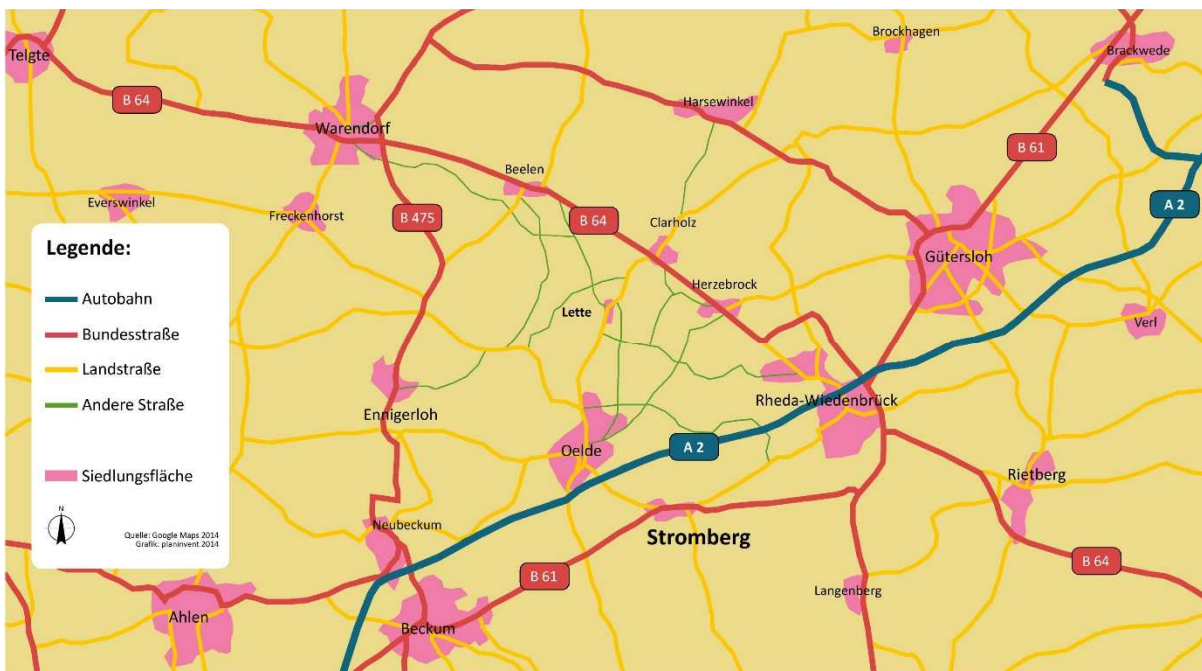 Telgte
Brockhagen
Brackwede
B 64
Harsewinkel
Warendorf
B 61
Beelen
Everswinkel
Freckenhorst
B 475
B 64
Clarholz
A 2
Gütersloh
Legende:
Autobahn
Bundesstraße
Landstraße
Andere Straße
Siedlungsfläche
N
Quelle: Google Maps 2014
Grafik: planinvent 2014
Herzebrock
Lette
Verl
Ennigerloh
Rheda-Wiedenbrück
Oelde
A 2
Rietberg
Neubeckum
Stromberg
B 61
B 64
Langenberg
Ahlen
Beckum